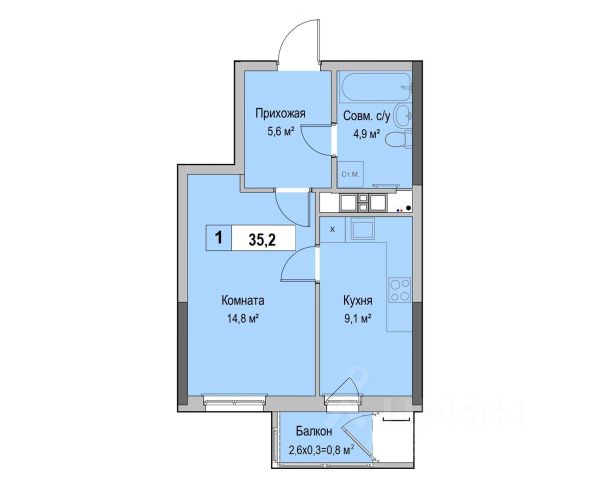 Прихожая
5,6 м²
Совм. с/у
4,9 м²
Ст.М.
1 35,2
х
Комната
14,8 м²
Кухня
9,1 м²
циан
Балкон
2,6х0,3=0,8 м²